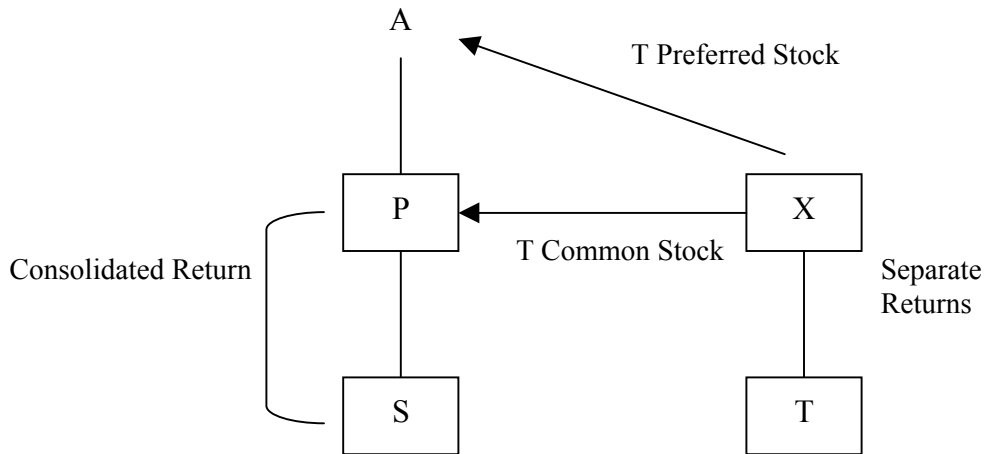 A
T Preferred Stock
P
X
T Common Stock
Consolidated Return
Separate
Returns
S
T